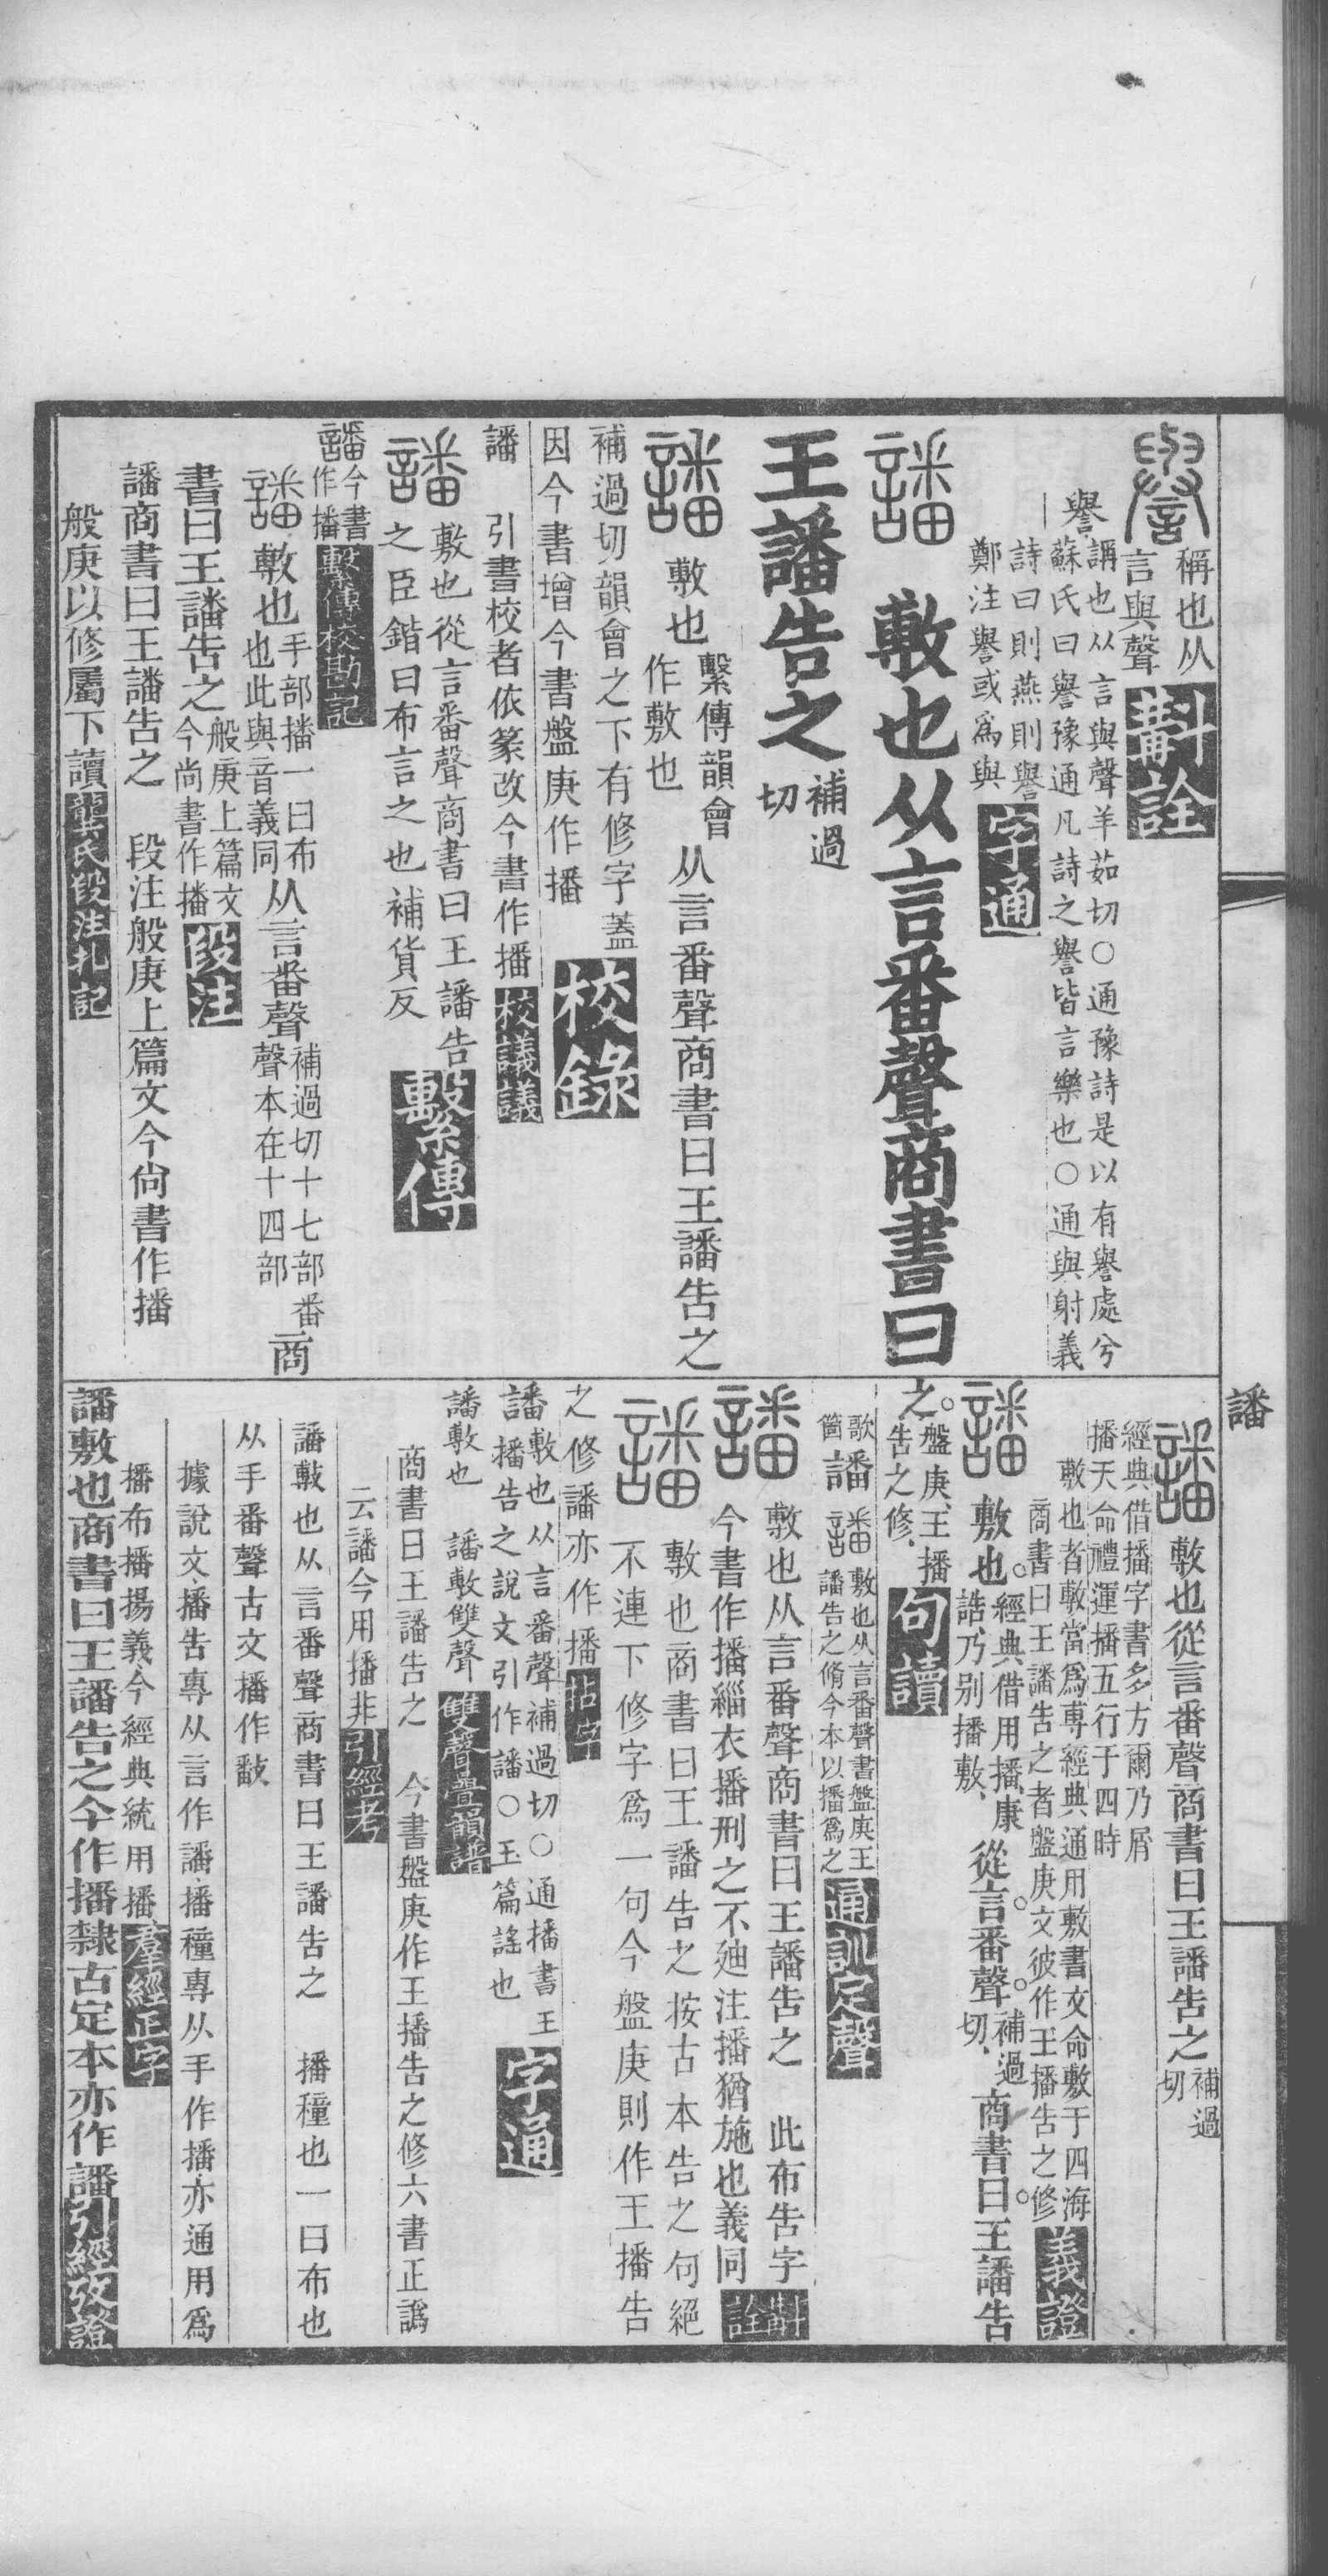 譽 稱也从
言與聲 斠詮
譽 謣也从言與聲羊茹切○通豫詩是以有譽處兮
蘇氏曰譽豫通凡詩之譽皆言樂也○通與射義
詩曰則燕則譽
鄭注譽或爲與 字通
譒 敷也从言番聲商書曰
王譒告之 補過
切
譒 敷也 繫傳韻會
作敷也 从言番聲商書曰王譒告之
補過切韻會之下有修字蓋
因今書增今書盤庚作播 校錄
譒 引書校者依篆改今書作播 校議議
譒 敷也從言番聲商書曰王譒告
之臣鍇曰布言之也補貨反 繫傳
譒 今書
作播 繫傳校勘記
譒 敷也 手部播一曰布
也此與音義同 从言番聲 補過切十七部番
聲本在十四部 商
書曰王譒告之 般庚上篇文
今尚書作播 段注
譒商書曰王譒告之 段注般庚上篇文今尙書作播
般庚以修屬下讀 龔氏段注札記
譒
譒 敷也從言番聲商書曰王譒告之 補過
切
經典借播字書多方爾乃屑
播天命禮運播五行于四時
敷也者敷當爲専經典通用敷書文命敷于四海
商書曰王譒告之者盤庚文彼作王播告之修 義證
譒 敷也。 經典借用播、康
誥、乃别播敷、 從言。番聲。 補過
切、 商書曰。王譒告
之。 盤庚、王播
告之修、 句讀
歌
箇 譒 譒 敷也从言番聲書盤庚王
譒告之脩今本以播爲之 通訓定聲
譒 敷也从言番聲商書曰王譒告之 此布告字
今書作播緇衣播刑之不迪注播猶施也義同 斠詮
譒 敷也商書曰王譒告之按古本告之句絕
不連下修字爲一句今盤庚則作王播告
之修譒亦作播 拈字
譒 敷也从言番聲補過切○通播書王
播告之說文引作譒○玉篇謠也 字通
譒敷也 譒敷雙聲 雙聲疊韻譜
商書曰王譒告之 今書盤庚作王播告之修六書正譌
云譒今用播非 引經考
譒敷也从言番聲商書曰王譒告之 播穜也一曰布也
从手番聲古文播作𢿥
據說文播告專从言作譒播穜專从手作播亦通用爲
播布播揚義今經典統用播 羣經正字
譒敷也商書曰王譒告之今作播隸古定本亦作譒 引經攷證